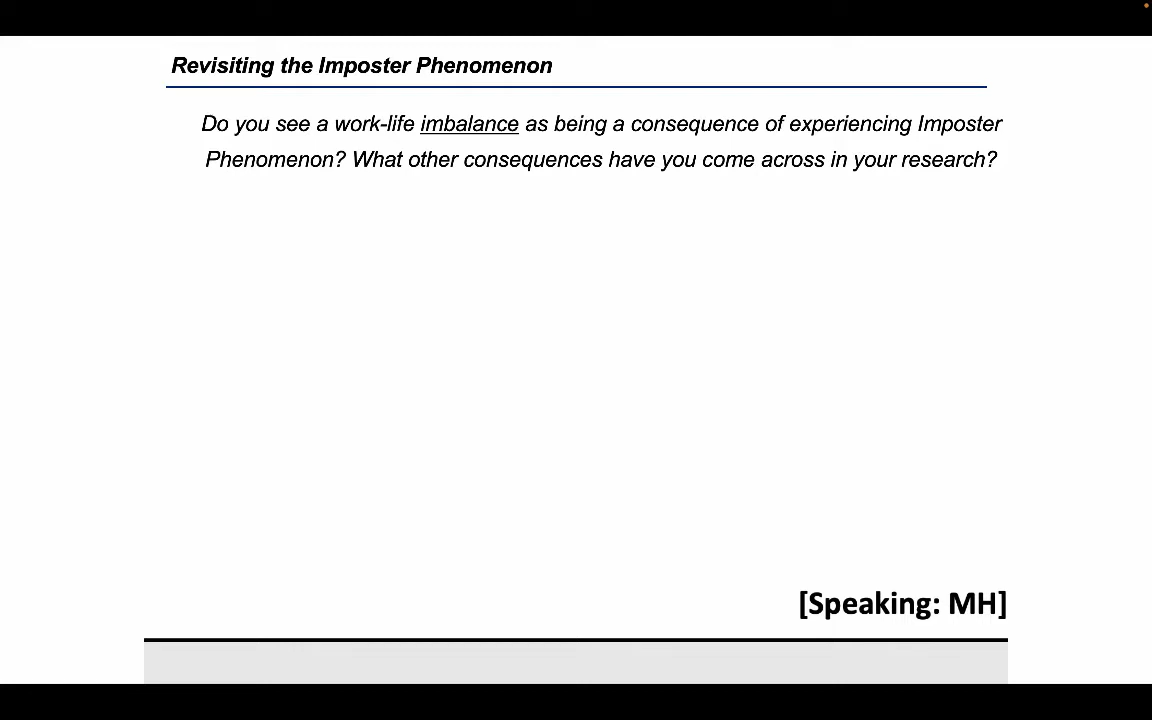 Revisiting the Imposter Phenomenon
Do you see a work-life imbalance as being a consequence of experiencing Imposter
Phenomenon? What other consequences have you come across in your research?
[Speaking: MH]